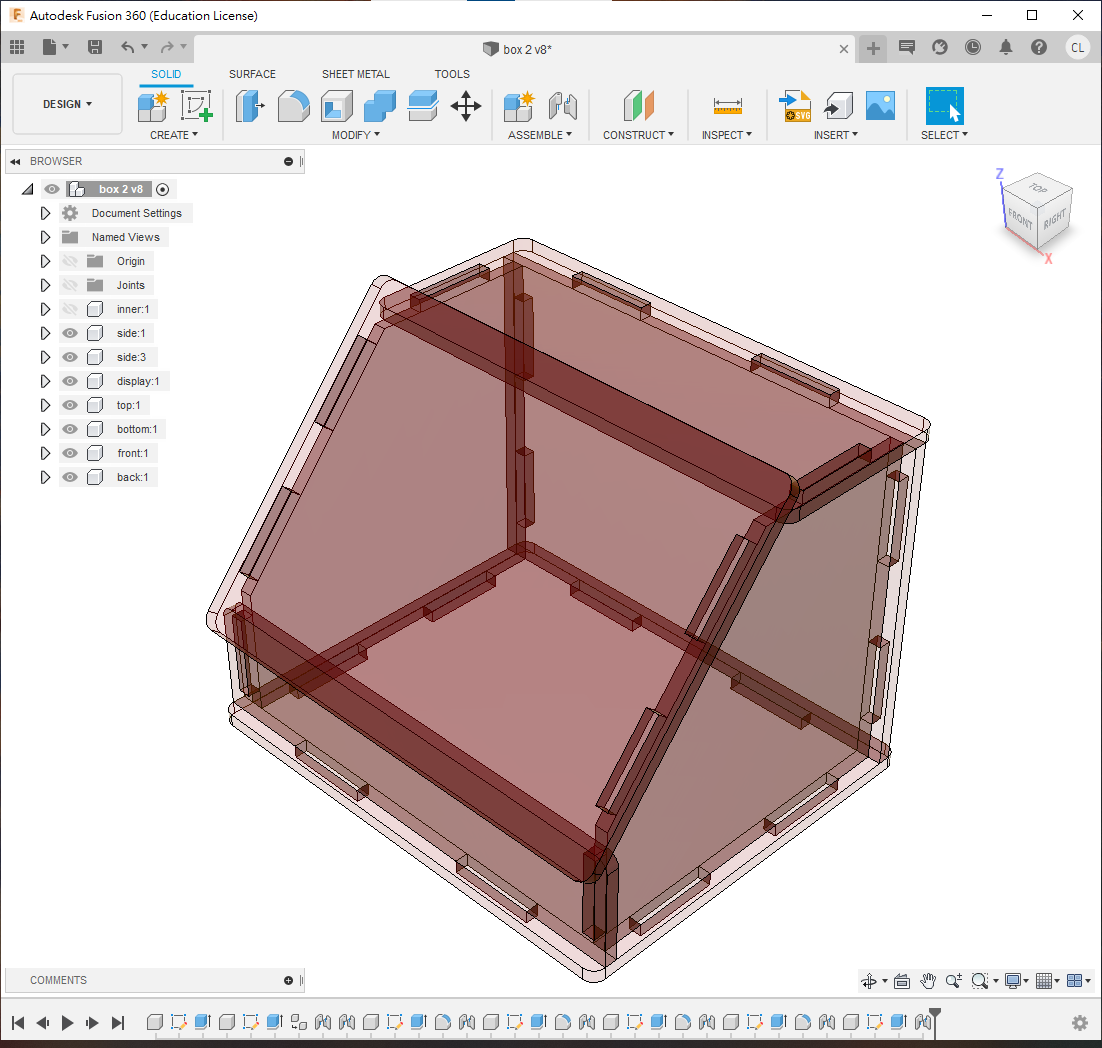 Autodesk Fusion 360 (Education License)
box 2 v8*
CL
DESIGN
SOLID SURFACE SHEET METAL TOOLS
SVG
CREATE MODIFY ASSEMBLE CONSTRUCT INSPECT INSERT SELECT
BROWSER
box 2 v8
Document Settings
Named Views
Origin
Joints
inner:1
side:1
side:3
display:1
top:1
bottom:1
front:1
back:1
Z
TOP
FRONT RIGHT
X
COMMENTS